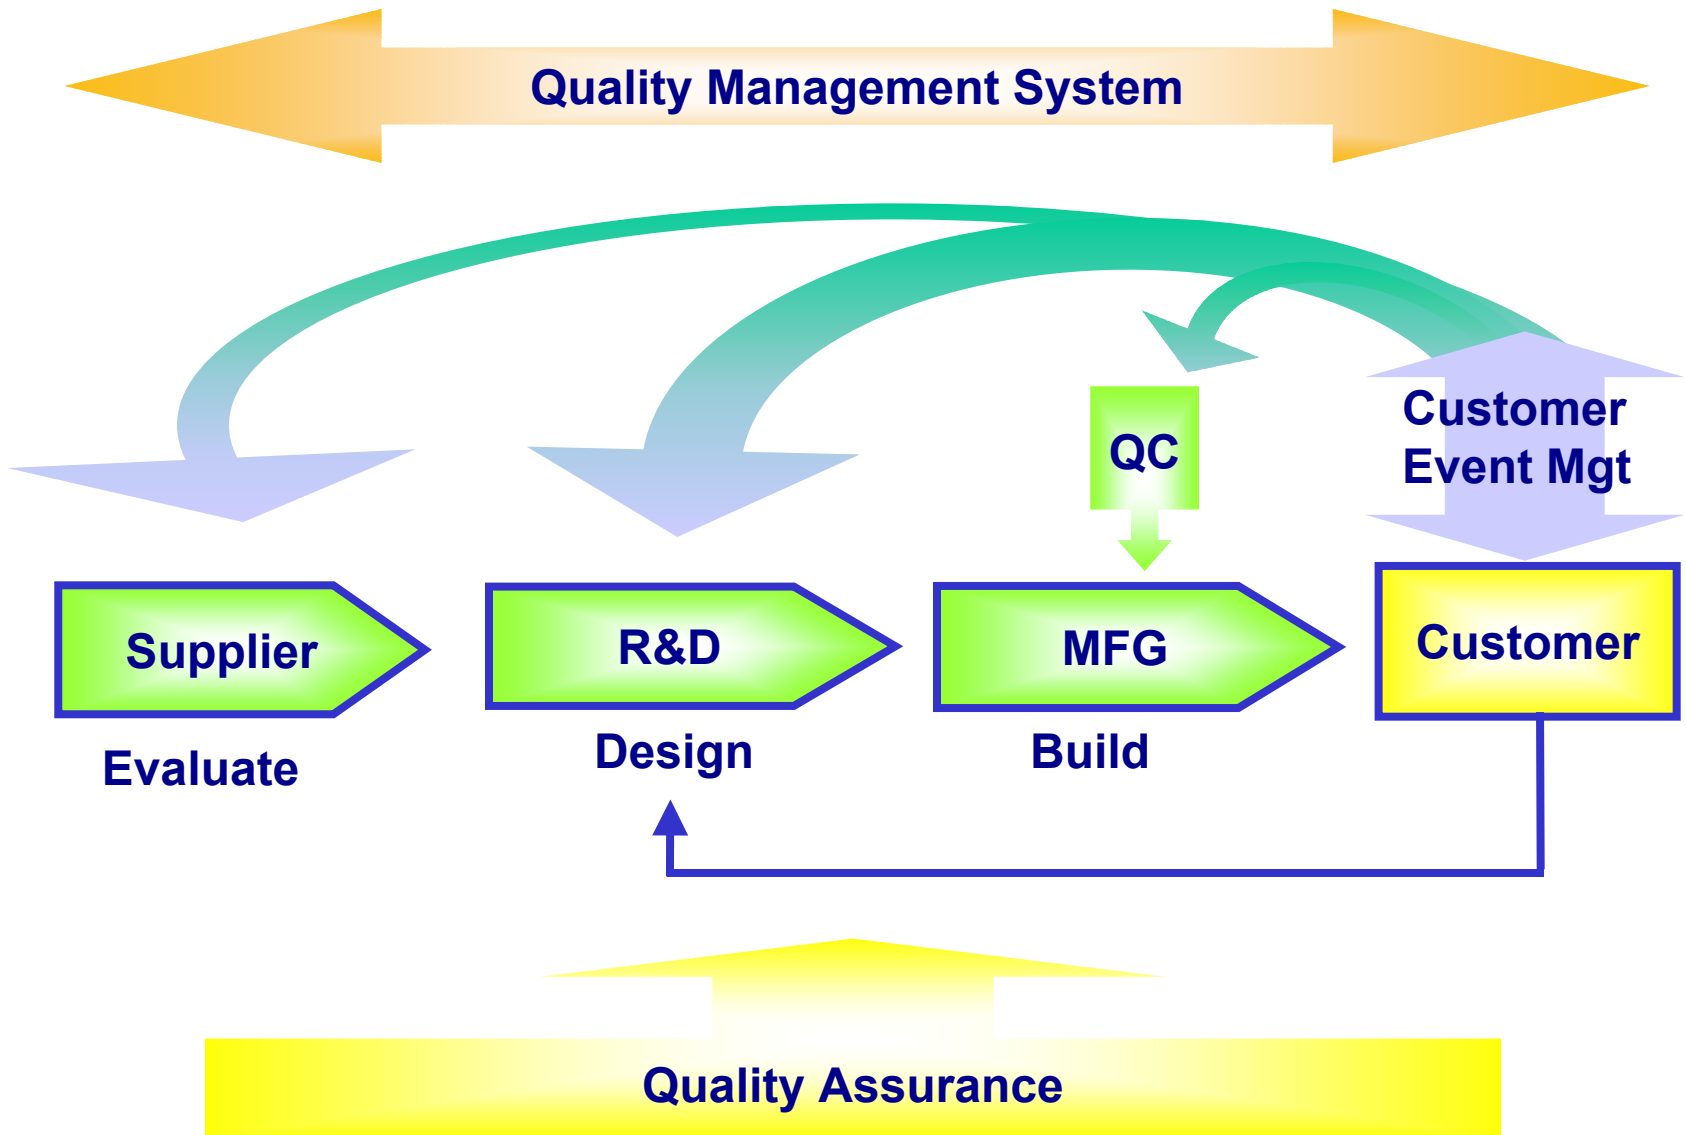 Quality Management System
Customer
Event Mgt
QC
Supplier
R&D
MFG
Customer
Evaluate
Design
Build
Quality Assurance